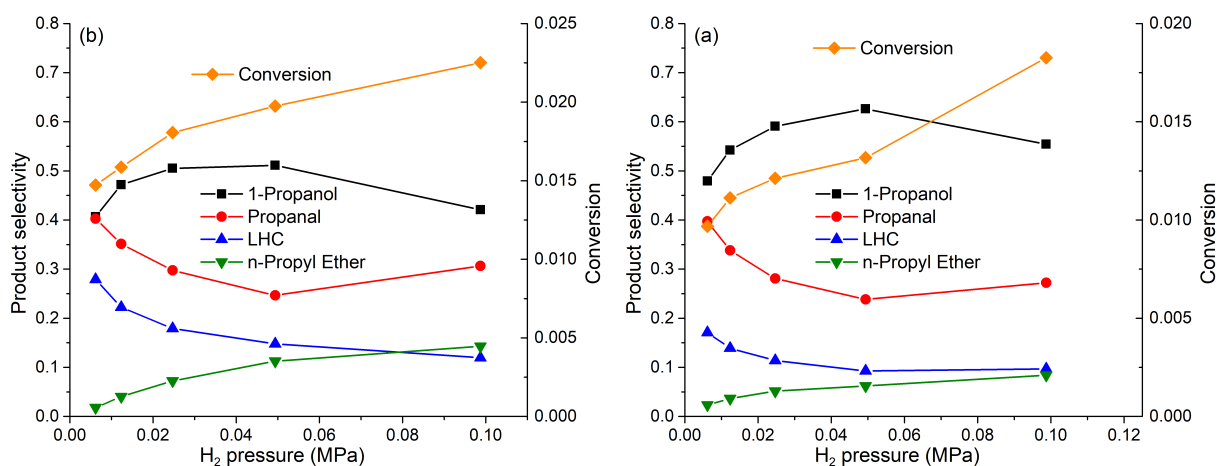 (b)
Product selectivity
0.8
0.7
0.6
0.5
0.4
0.3
0.2
0.1
0.0
Conversion
1-Propanol
Propanal
LHC
n-Propyl Ether
0.025
0.020
0.015
0.010
0.005
0.000
Conversion
0.00 0.02 0.04 0.06 0.08 0.10
H₂ pressure (MPa)
(a)
Product selectivity
0.8
0.7
0.6
0.5
0.4
0.3
0.2
0.1
0.0
Conversion
1-Propanol
Propanal
LHC
n-Propyl Ether
0.020
0.015
0.010
0.005
0.000
Conversion
0.00 0.02 0.04 0.06 0.08 0.10 0.12
H₂ pressure (MPa)